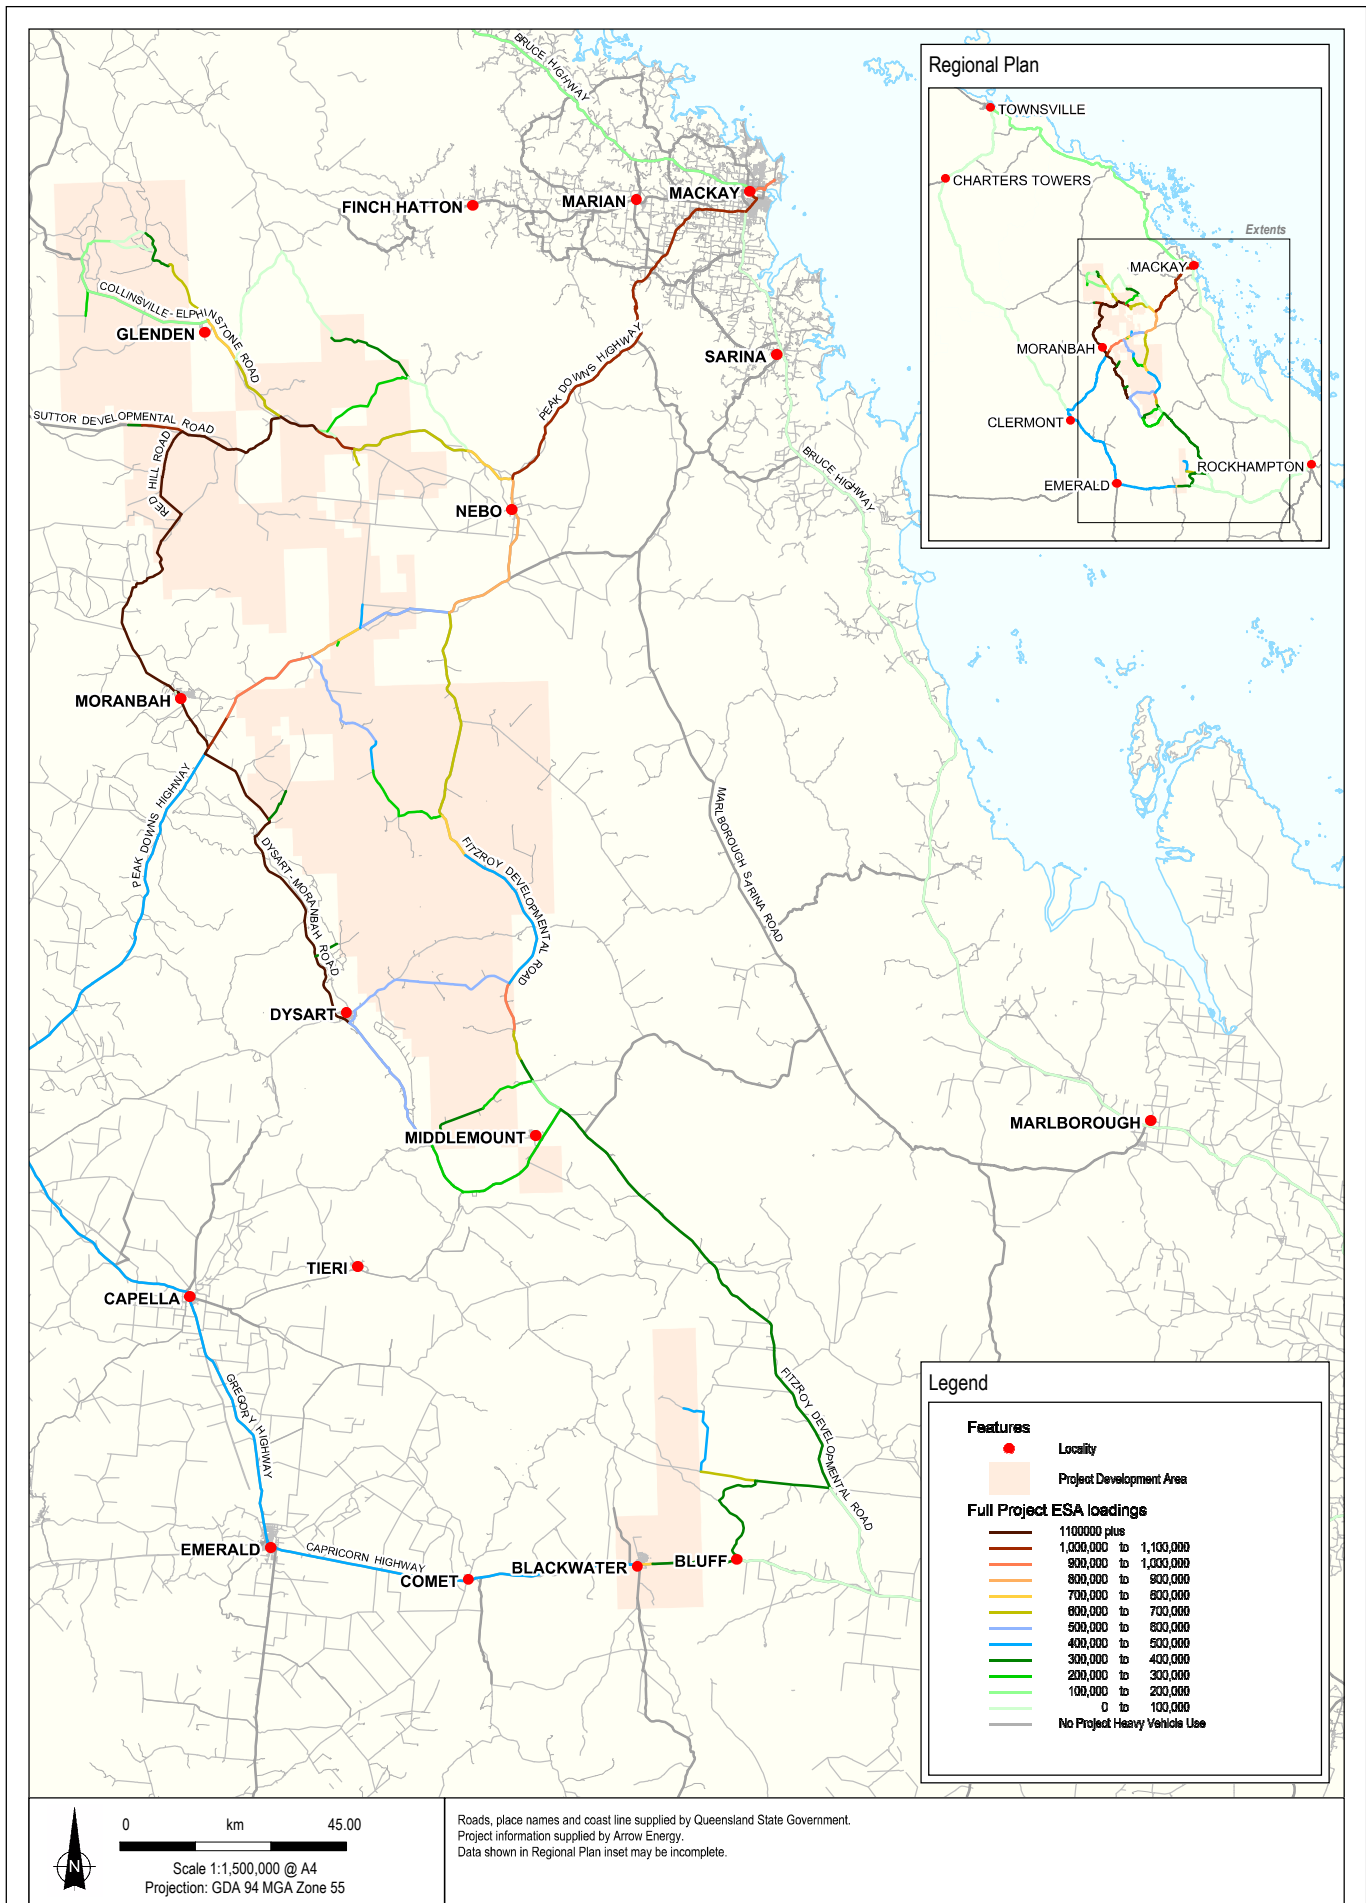 BRUCE HIGHWAY
Regional Plan
TOWNSVILLE
CHARTERS TOWERS
Extents
MACKAY
MORANBAH
CLERMONT
ROCKHAMPTON
EMERALD
FINCH HATTON
MARIAN
MACKAY
COLLINSVILLE - ELPHINSTONE ROAD
GLENDEN
SARINA
PEAK DOWNS HIGHWAY
SUTTOR DEVELOPMENTAL ROAD
RED HILL ROAD
BRUCE HIGHWAY
NEBO
MORANBAH
PEAK DOWNS HIGHWAY
MARLBOROUGH SARINA ROAD
DYSART - MORANBAH ROAD
FITZROY DEVELOPMENTAL ROAD
DYSART
MIDDLEMOUNT
MARLBOROUGH
TIERI
CAPELLA
GREGORY HIGHWAY
FITZROY DEVELOPMENTAL ROAD
EMERALD
CAPRICORN HIGHWAY
COMET
BLACKWATER
BLUFF
Legend
Features
Locality
Project Development Area
Full Project ESA loadings
1100000 plus
1,000,000 to 1,100,000
900,000 to 1,000,000
800,000 to 900,000
700,000 to 800,000
600,000 to 700,000
500,000 to 600,000
400,000 to 500,000
300,000 to 400,000
200,000 to 300,000
100,000 to 200,000
0 to 100,000
No Project Heavy Vehicle Use
N
0 km 45.00
Scale 1:1,500,000 @ A4
Projection: GDA 94 MGA Zone 55
Roads, place names and coast line supplied by Queensland State Government.
Project information supplied by Arrow Energy.
Data shown in Regional Plan inset may be incomplete.